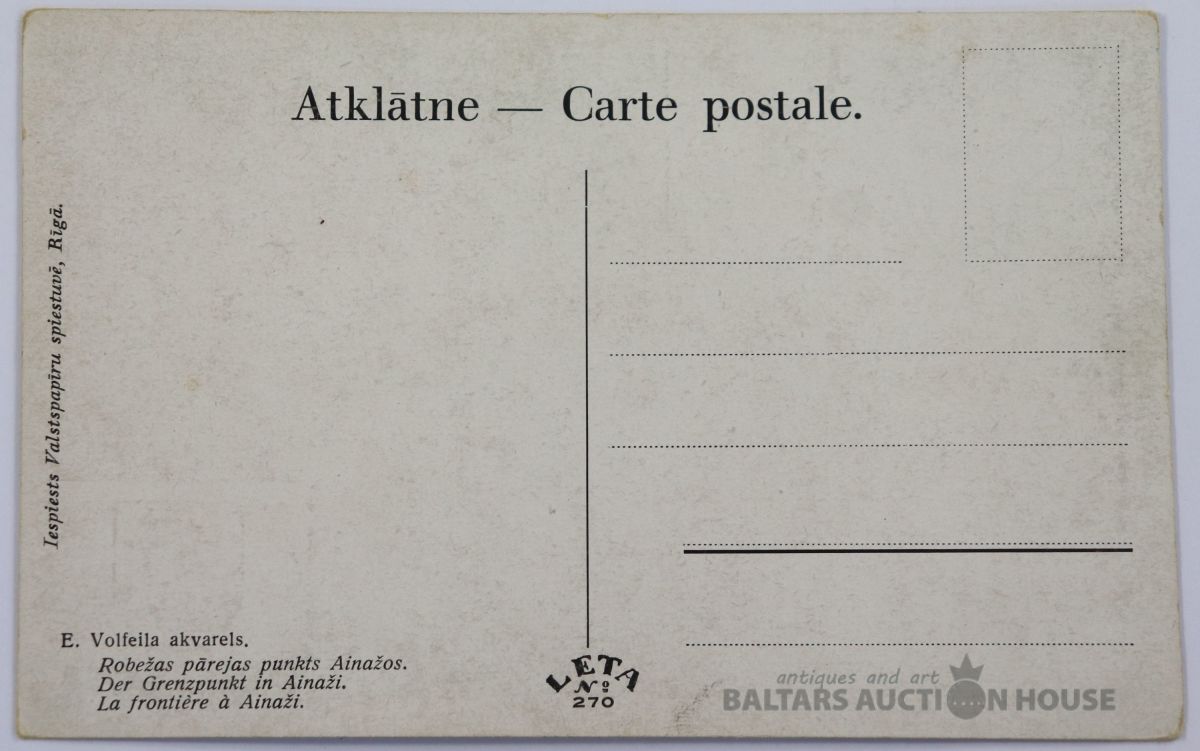 Atklātne — Carte postale.
Iespiests Valstspapīru spiestuvē, Rīgā.
E. Volfeila akvarels.
Robežas pārejas punkts Ainažos.
Der Grenzpunkt in Ainaži.
La frontière à Ainaži.
LETA
№
270
antiques and art
BALTARS AUCTION HOUSE